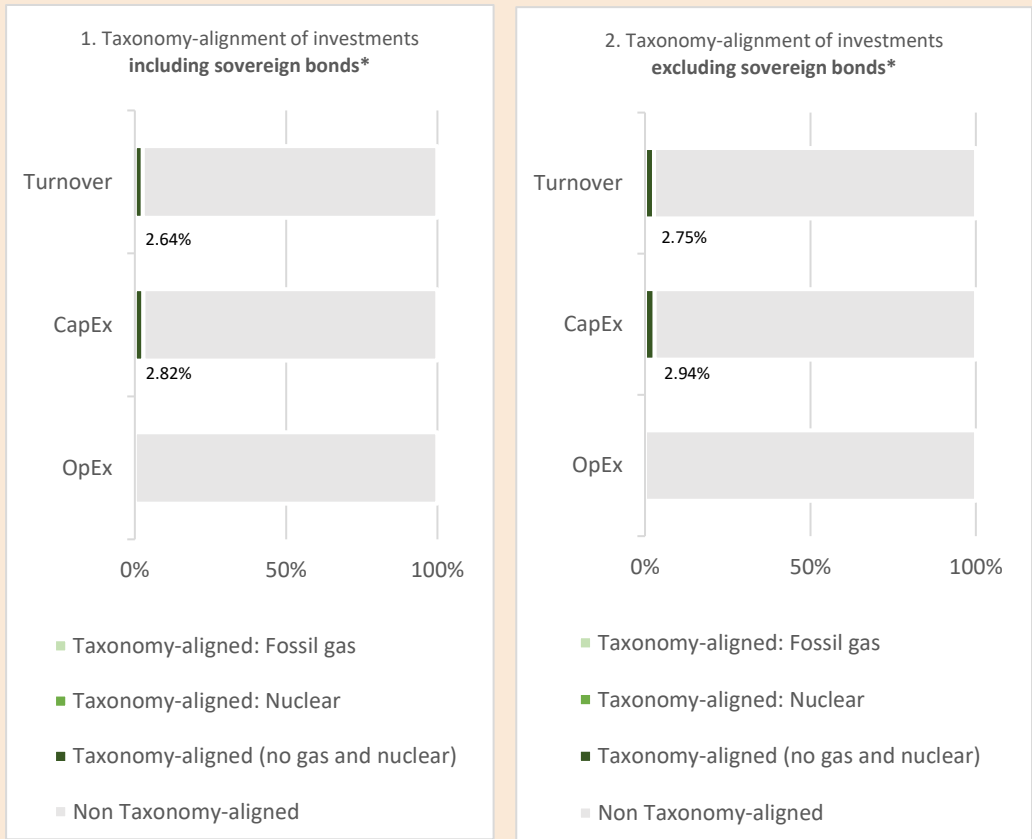 1. Taxonomy-alignment of investments
including sovereign bonds*
Turnover
2.64%
CapEx
2.82%
OpEx
0%
50%
100%
Taxonomy-aligned: Fossil gas
Taxonomy-aligned: Nuclear
Taxonomy-aligned (no gas and nuclear)
Non Taxonomy-aligned
2. Taxonomy-alignment of investments
excluding sovereign bonds*
Turnover
2.75%
CapEx
2.94%
OpEx
0%
50%
100%
Taxonomy-aligned: Fossil gas
Taxonomy-aligned: Nuclear
Taxonomy-aligned (no gas and nuclear)
Non Taxonomy-aligned